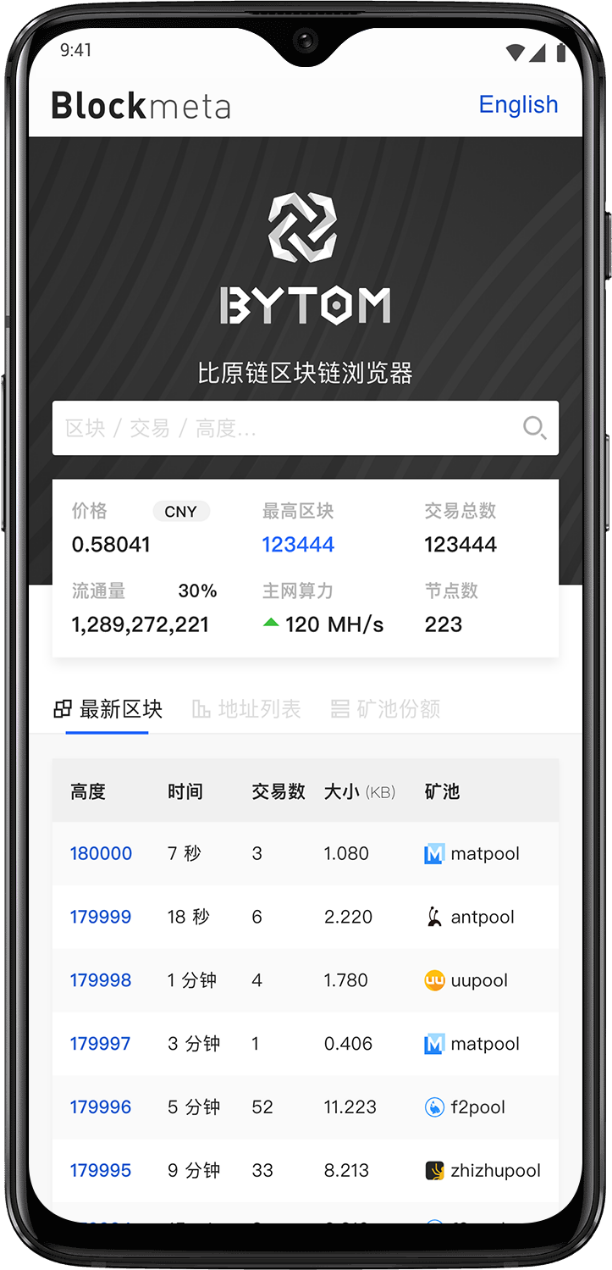 9:41
Blockmeta English
BYTOM
比原链区块链浏览器
区块 / 交易 / 高度...
价格 CNY 最高区块 交易总数
0.58041 123444 123444
流通量 30% 主网算力 节点数
1,289,272,221 120 MH/s 223
最新区块 地址列表 矿池份额
高度 时间 交易数 大小 (KB) 矿池
180000 7 秒 3 1.080 matpool
179999 18 秒 6 2.220 antpool
179998 1 分钟 4 1.780 uupool
179997 3 分钟 1 0.406 matpool
179996 5 分钟 52 11.223 f2pool
179995 9 分钟 33 8.213 zhizhupool